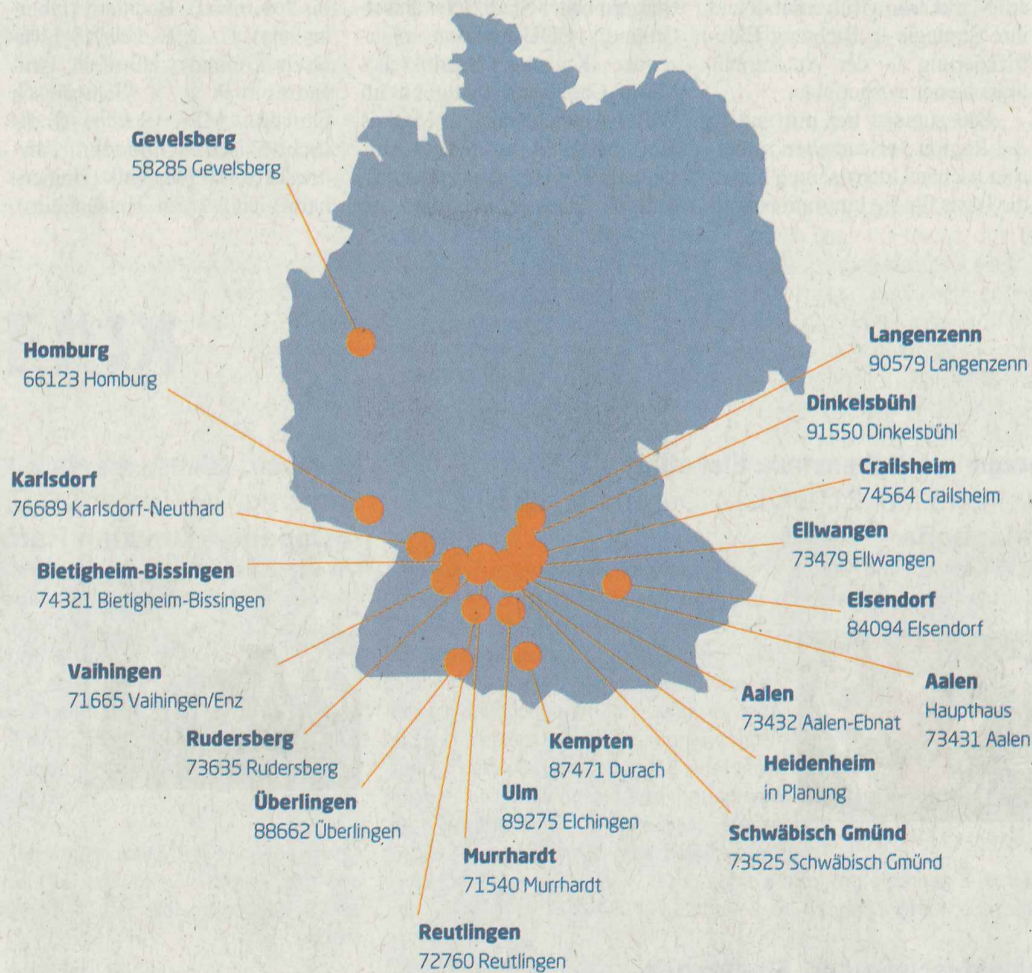 Gevelsberg
58285 Gevelsberg
Homburg
66123 Homburg
Karlsdorf
76689 Karlsdorf-Neuthard
Bietigheim-Bissingen
74321 Bietigheim-Bissingen
Vaihingen
71665 Vaihingen/Enz
Rudersberg
73635 Rudersberg
Überlingen
88662 Überlingen
Reutlingen
72760 Reutlingen
Murrhardt
71540 Murrhardt
Ulm
89275 Elchingen
Kempten
87471 Durach
Langenzenn
90579 Langenzenn
Dinkelsbühl
91550 Dinkelsbühl
Crailsheim
74564 Crailsheim
Ellwangen
73479 Ellwangen
Elsendorf
84094 Elsendorf
Aalen
Haupthaus
73431 Aalen
Aalen
73432 Aalen-Ebnat
Heidenheim
in Planung
Schwäbisch Gmünd
73525 Schwäbisch Gmünd